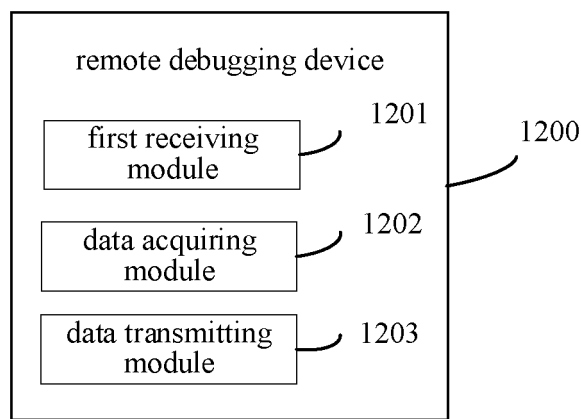 remote debugging device
first receiving
module
1201
1200
data acquiring
module
1202
data transmitting
module
1203